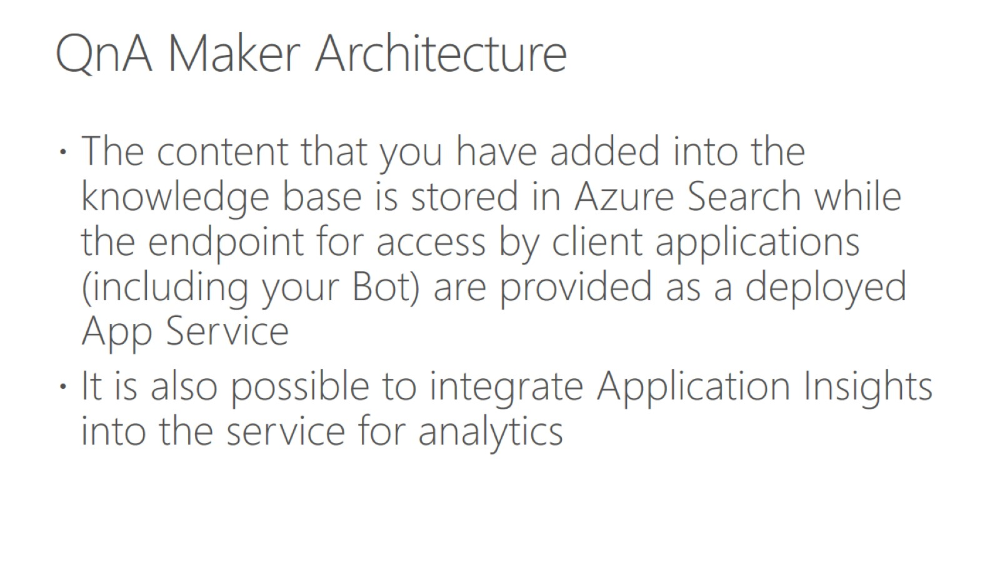 QnA Maker Architecture
• The content that you have added into the
knowledge base is stored in Azure Search while
the endpoint for access by client applications
(including your Bot) are provided as a deployed
App Service
• It is also possible to integrate Application Insights
into the service for analytics